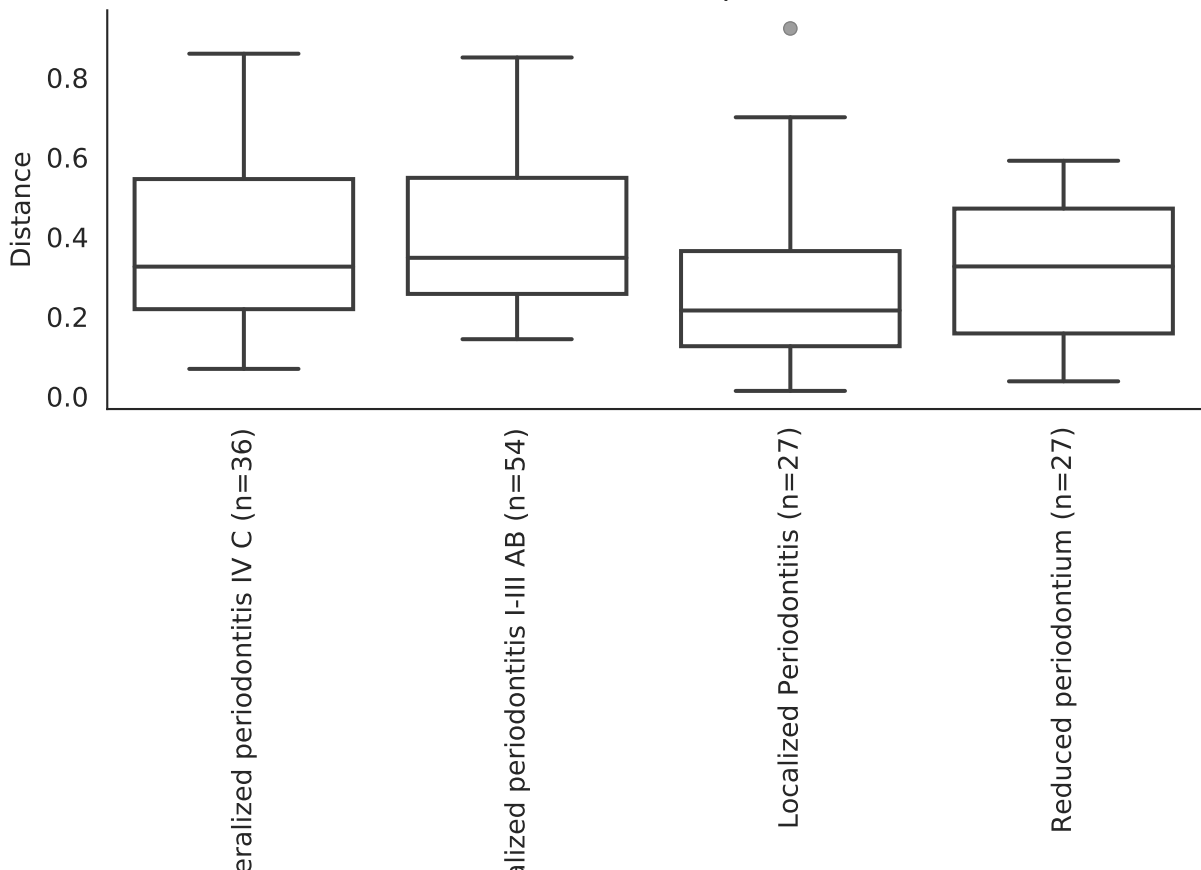 Distance
0.8
0.6
0.4
0.2
0.0
eralized periodontitis IV C (n=36)
alized periodontitis I-III AB (n=54)
Localized Periodontitis (n=27)
Reduced periodontium (n=27)